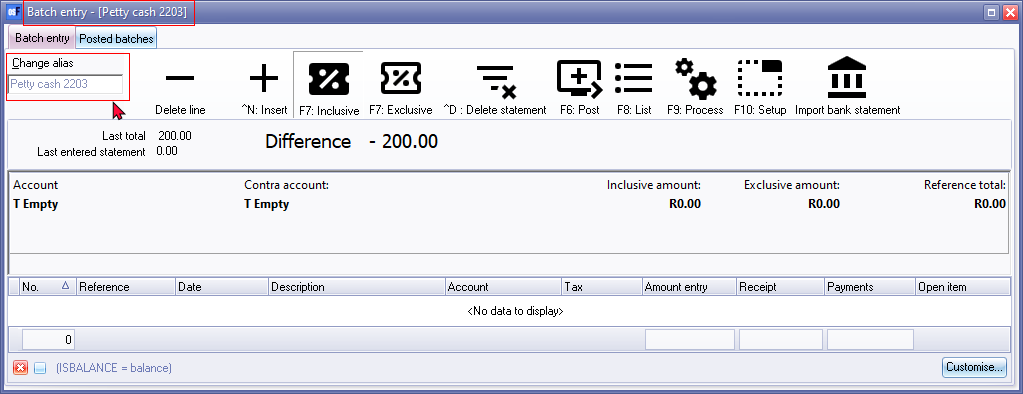 Batch entry - [Petty cash 2203]
Batch entry Posted batches
Change alias
Petty cash 2203
Delete line ^N: Insert F7: Inclusive F7: Exclusive ^D : Delete statement F6: Post F8: List F9: Process F10: Setup Import bank statement
Last total 200.00
Last entered statement 0.00
Difference - 200.00
Account Contra account: Inclusive amount: Exclusive amount: Reference total:
T Empty T Empty R0.00 R0.00 R0.00
No. Reference Date Description Account Tax Amount entry Receipt Payments Open item
<No data to display>
0
(ISBALANCE = balance) Customise...